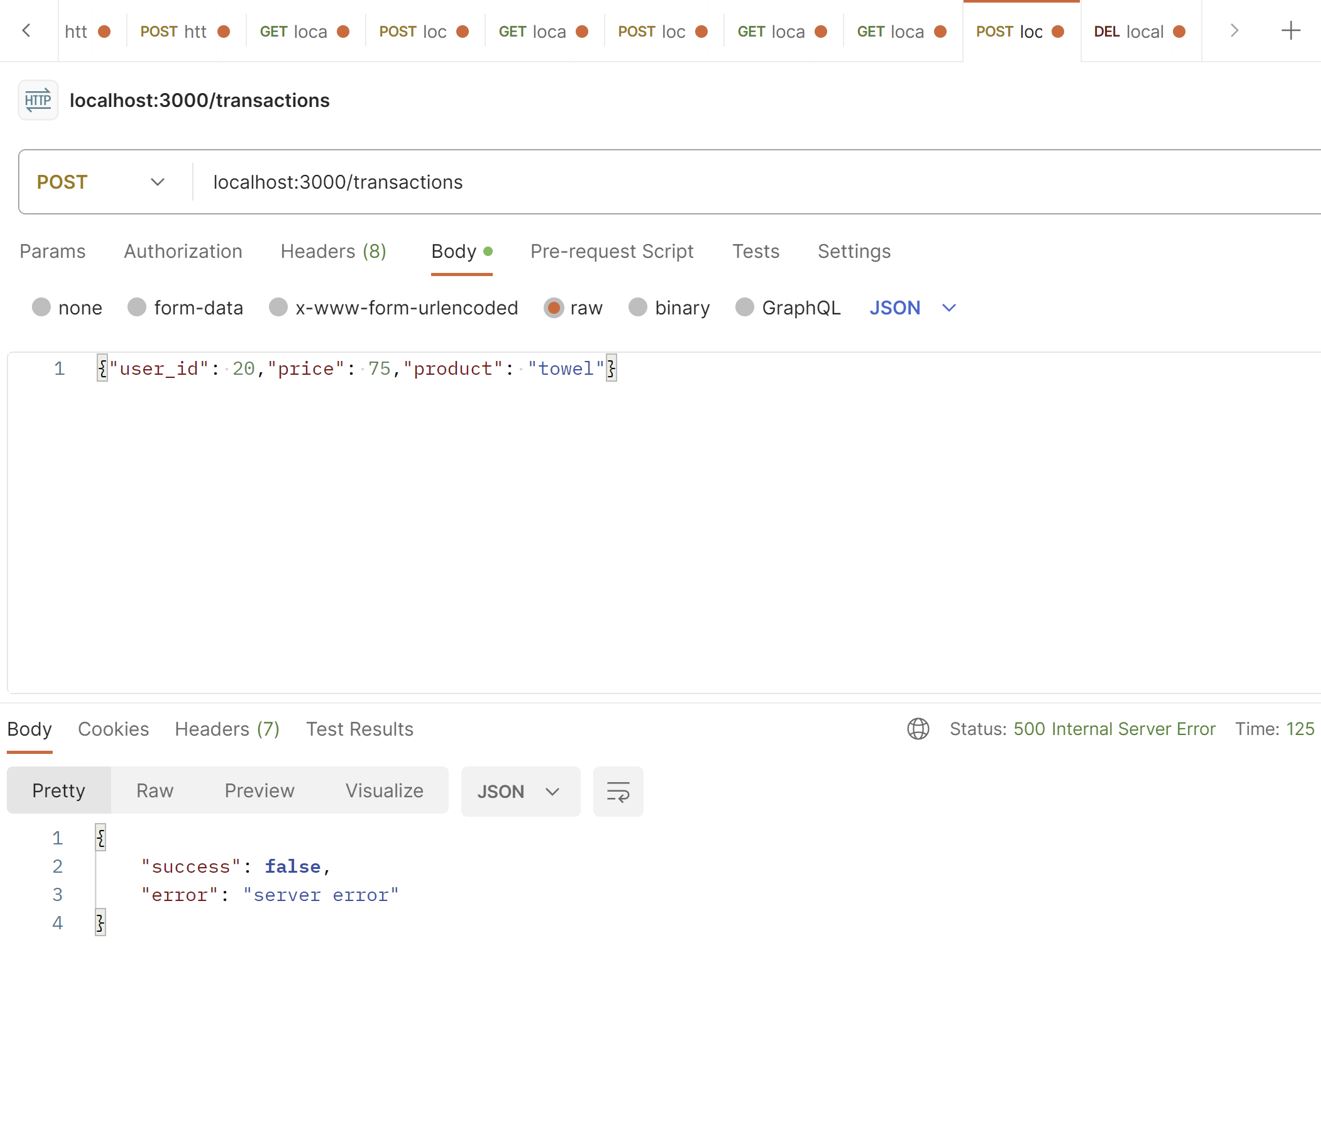 htt POST htt GET loca POST loc GET loca POST loc GET loca GET loca POST loc DEL local
HTTP localhost:3000/transactions
POST localhost:3000/transactions
Params Authorization Headers (8) Body Pre-request Script Tests Settings
none form-data x-www-form-urlencoded raw binary GraphQL JSON
1 {"user_id": 20,"price": 75,"product": "towel"}
Body Cookies Headers (7) Test Results Status: 500 Internal Server Error Time: 125
Pretty Raw Preview Visualize JSON
1 {
2 "success": false,
3 "error": "server error"
4 }